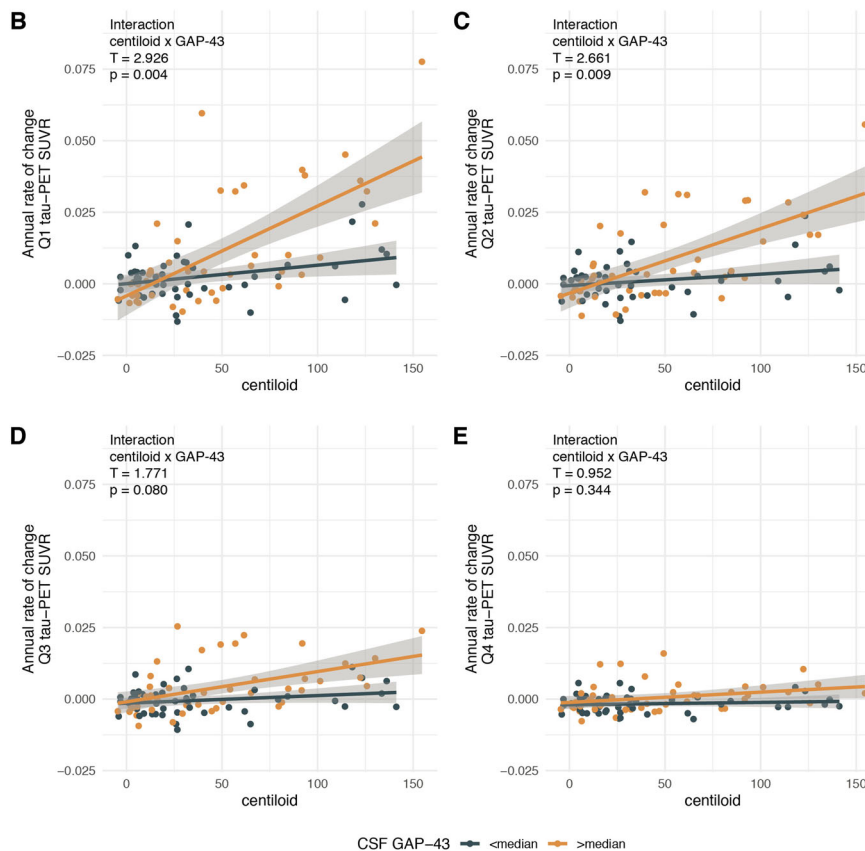 B
Interaction
centiloid x GAP-43
T = 2.926
p = 0.004
Annual rate of change
Q1 tau-PET SUVR
0.075
0.050
0.025
0.000
−0.025
0
50
100
150
centiloid
C
Interaction
centiloid x GAP-43
T = 2.661
p = 0.009
Annual rate of change
Q2 tau-PET SUVR
0.075
0.050
0.025
0.000
−0.025
0
50
100
150
centiloid
D
Interaction
centiloid x GAP-43
T = 1.771
p = 0.080
Annual rate of change
Q3 tau-PET SUVR
0.075
0.050
0.025
0.000
−0.025
0
50
100
150
centiloid
E
Interaction
centiloid x GAP-43
T = 0.952
p = 0.344
Annual rate of change
Q4 tau-PET SUVR
0.075
0.050
0.025
0.000
−0.025
0
50
100
150
centiloid
CSF GAP-43 <median >median